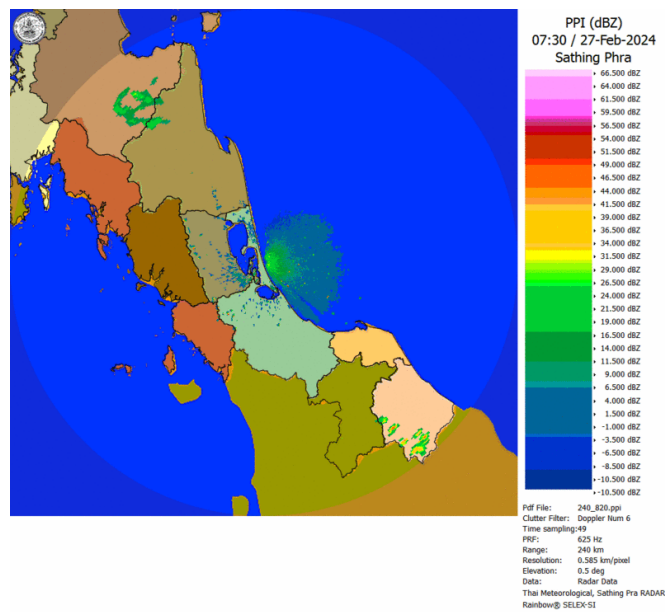 PPI (dBZ)
07:30 / 27-Feb-2024
Sathing Phra
66.500 dBZ
64.000 dBZ
61.500 dBZ
59.000 dBZ
56.500 dBZ
54.000 dBZ
51.500 dBZ
49.000 dBZ
46.500 dBZ
44.000 dBZ
41.500 dBZ
39.000 dBZ
36.500 dBZ
34.000 dBZ
31.500 dBZ
29.000 dBZ
26.500 dBZ
24.000 dBZ
21.500 dBZ
19.000 dBZ
16.500 dBZ
14.000 dBZ
11.500 dBZ
9.000 dBZ
6.500 dBZ
4.000 dBZ
1.500 dBZ
-1.000 dBZ
-3.500 dBZ
-6.500 dBZ
-8.500 dBZ
-10.500 dBZ
-10.500 dBZ
Pdf File: 240_820.ppi
Clutter Filter: Doppler Num 6
Time sampling:49
PRF: 625 Hz
Range: 240 km
Resolution: 0.585 km/pixel
Elevation: 0.5 deg
Data: Radar Data
Thai Meteorological, Sathing Pra RADAR
Rainbow® SELEX-SI